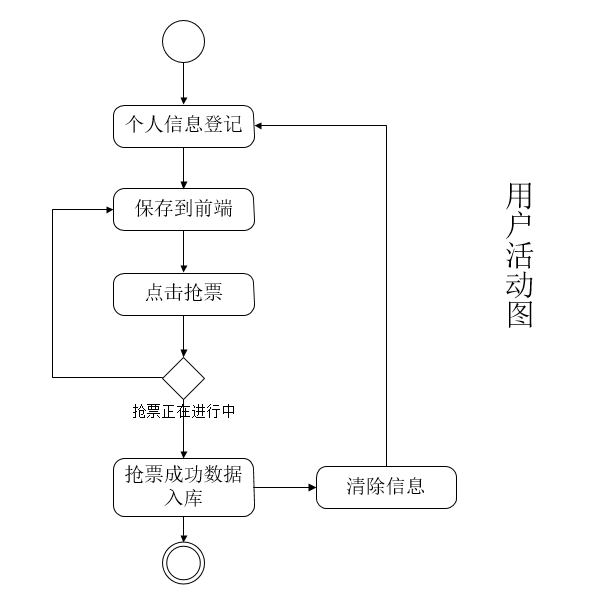 个人信息登记
保存到前端
点击抢票
抢票正在进行中
抢票成功数据
入库
清除信息
用户活动图